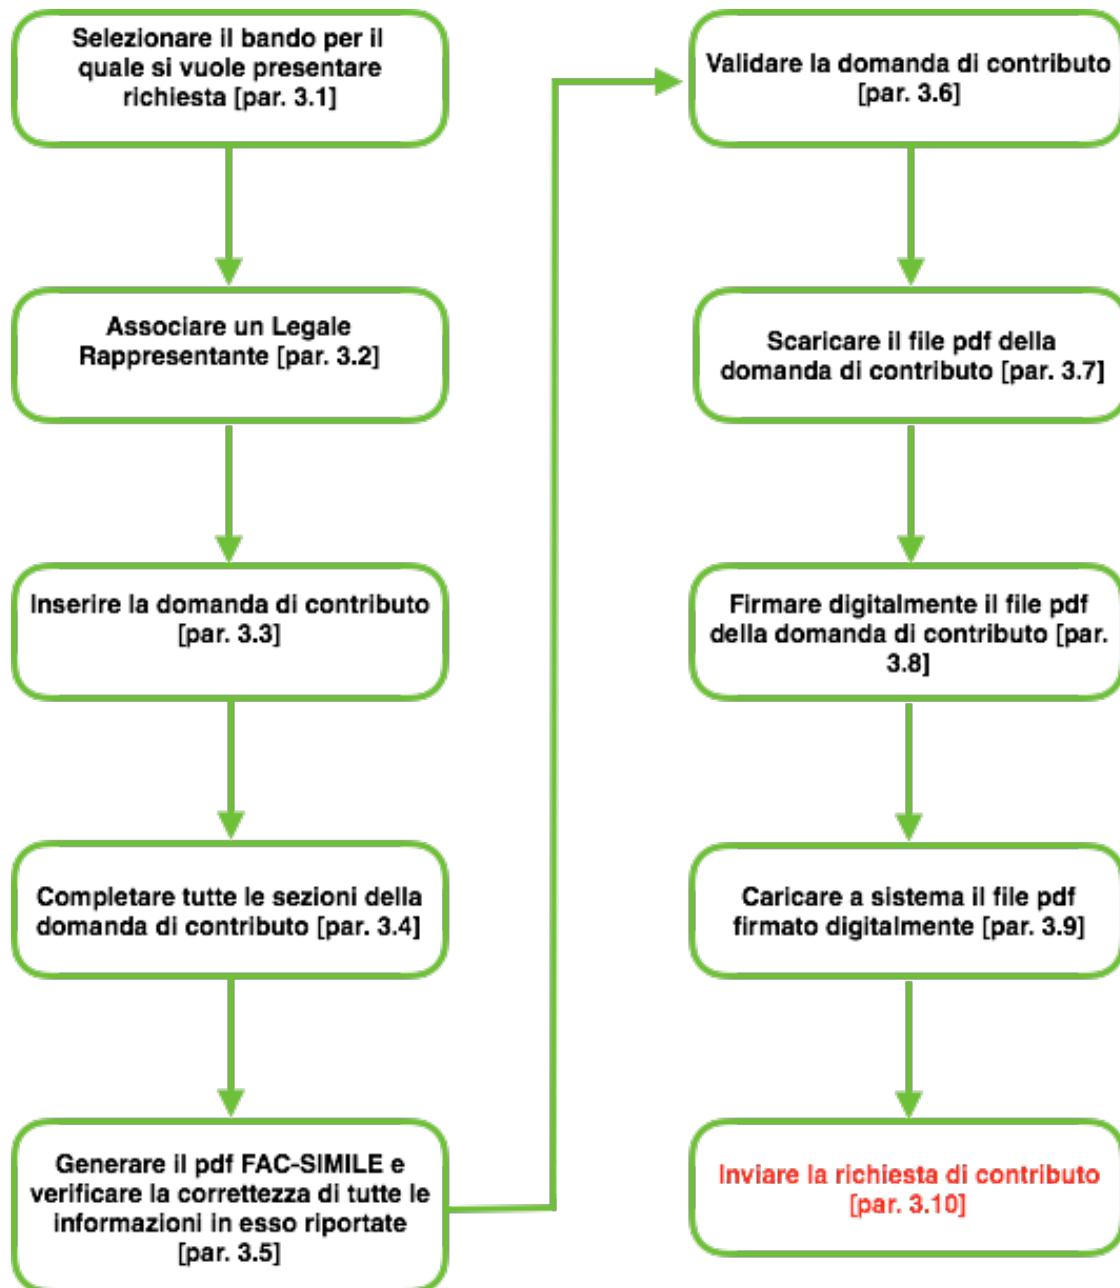 Selezionare il bando per il
quale si vuole presentare
richiesta [par. 3.1]
Associare un Legale
Rappresentante [par. 3.2]
Inserire la domanda di contributo
[par. 3.3]
Completare tutte le sezioni della
domanda di contributo [par. 3.4]
Generare il pdf FAC-SIMILE e
verificare la correttezza di tutte le
informazioni in esso riportate
[par. 3.5]
Validare la domanda di contributo
[par. 3.6]
Scaricare il file pdf della
domanda di contributo [par. 3.7]
Firmare digitalmente il file pdf
della domanda di contributo [par.
3.8]
Caricare a sistema il file pdf
firmato digitalmente [par. 3.9]
Inviare la richiesta di contributo
[par. 3.10]